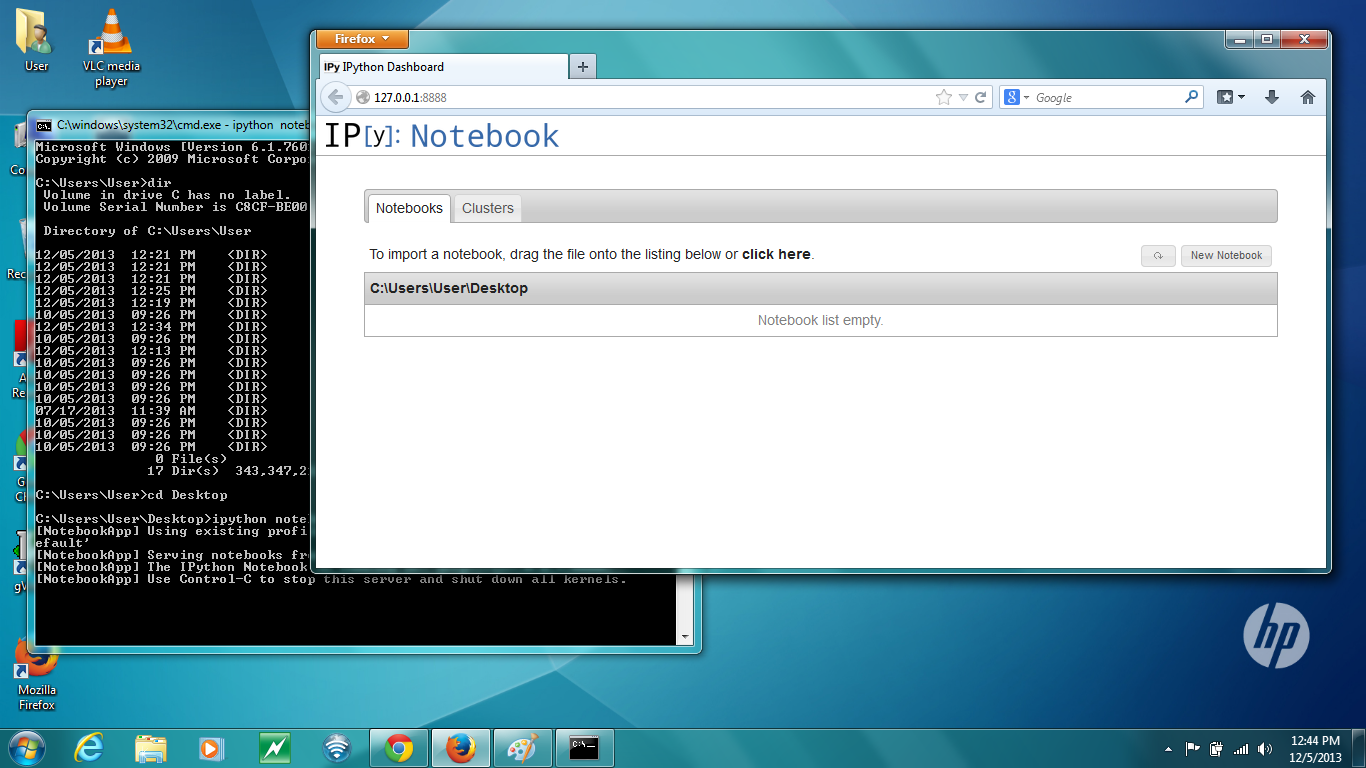 User
VLC media
player
Mozilla
Firefox
C:\windows\system32\cmd.exe - ipython
Microsoft Windows [Version
Copyright (c) 2009 Microsoft
C:\Users\User>dir
Volume in drive C has no label.
Volume Serial Number is C8CF-BE00
Directory of C:\Users\User
12/05/2013 12:21 PM <DIR>
12/05/2013 12:21 PM <DIR>
12/05/2013 12:21 PM <DIR>
12/05/2013 12:25 PM <DIR>
12/05/2013 12:19 PM <DIR>
10/05/2013 09:26 PM <DIR>
12/05/2013 12:34 PM <DIR>
10/05/2013 09:26 PM <DIR>
12/05/2013 12:13 PM <DIR>
10/05/2013 09:26 PM <DIR>
10/05/2013 09:26 PM <DIR>
10/05/2013 09:26 PM <DIR>
10/05/2013 09:26 PM <DIR>
07/17/2013 11:39 AM <DIR>
10/05/2013 09:26 PM <DIR>
10/05/2013 09:26 PM <DIR>
10/05/2013 09:26 PM <DIR>
0 File(s)
17 Dir(s) 343,347,2
C:\Users\User>cd Desktop
C:\Users\User\Desktop>ipython
[NotebookApp] Using existing
efault'
[NotebookApp] Serving notebooks
[NotebookApp] The IPython Notebook
[NotebookApp] Use Control-C to stop this server and shut down all kernels.
Firefox
IPy IPython Dashboard
127.0.0.1:8888
Google
IP[y]: Notebook
Notebooks Clusters
To import a notebook, drag the file onto the listing below or click here.
New Notebook
C:\Users\User\Desktop
Notebook list empty.
hp
12:44 PM
12/5/2013